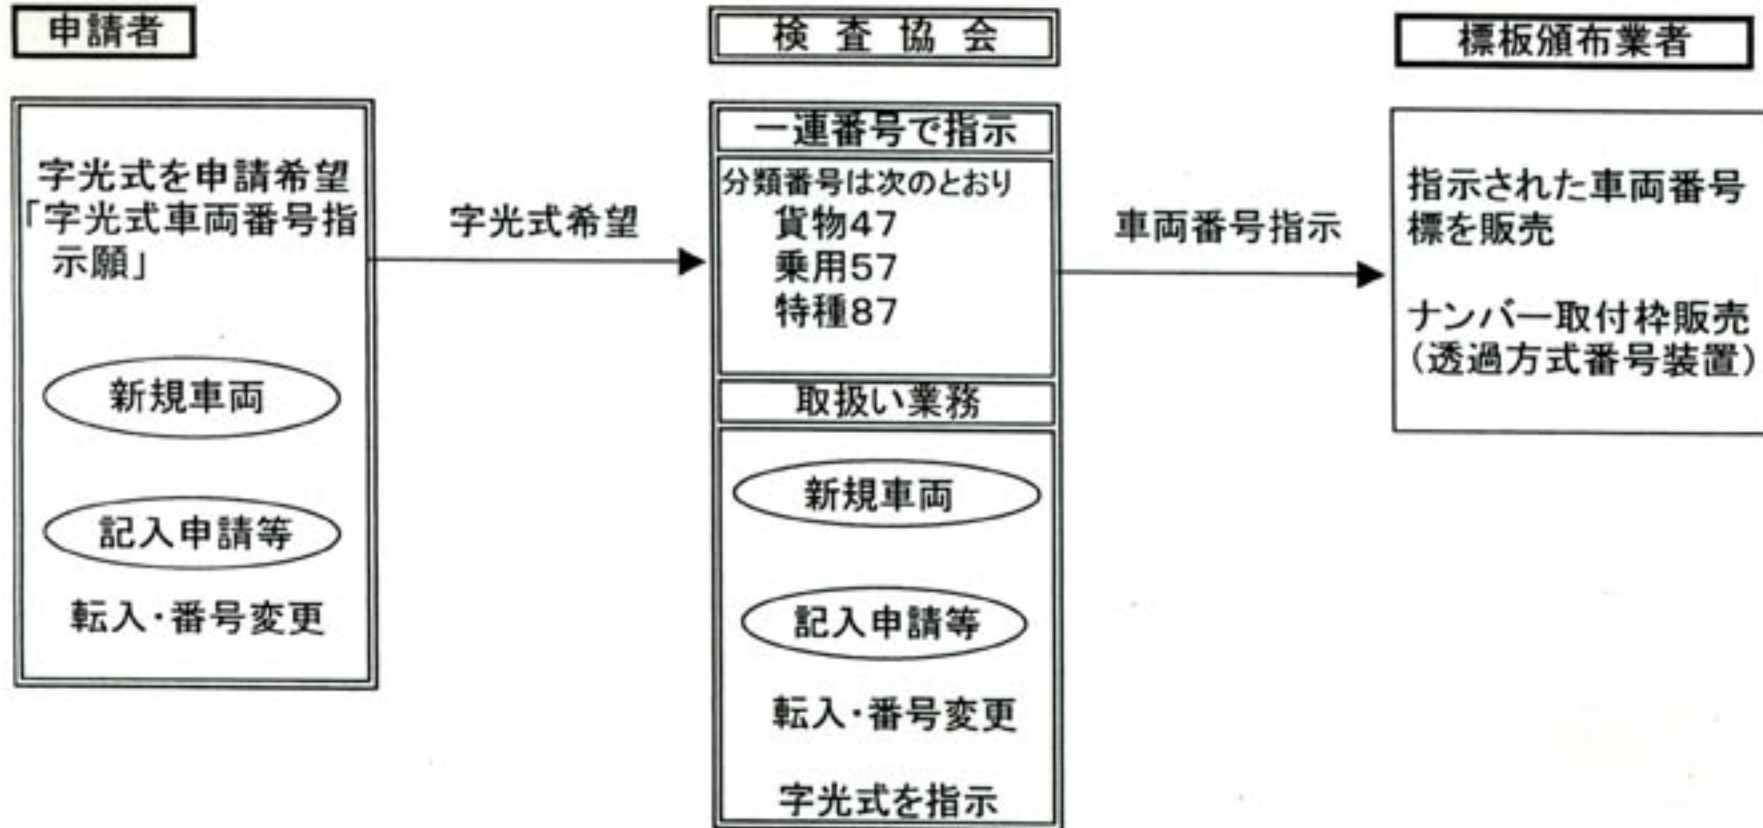 申請者
字光式を申請希望
「字光式車両番号指
示願」
新規車両
記入申請等
転入・番号変更
字光式希望
検査協会
一連番号で指示
分類番号は次のとおり
貨物47
乗用57
特種87
取扱い業務
新規車両
記入申請等
転入・番号変更
字光式を指示
車両番号指示
標板頒布業者
指示された車両番号
標を販売
ナンバー取付枠販売
(透過方式番号装置)